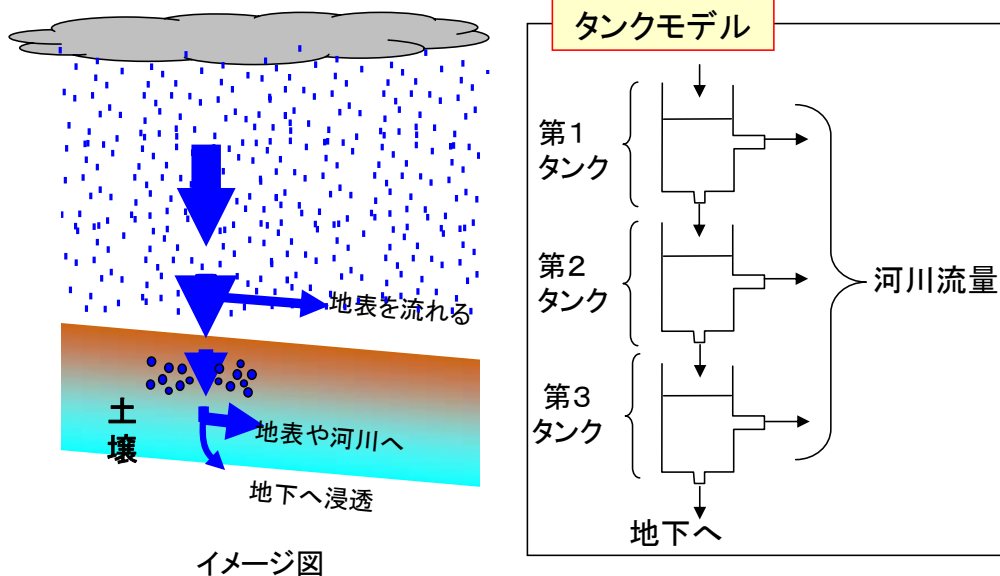 地表を流れる
土
壌
地表や河川へ
地下へ浸透
イメージ図
タンクモデル
第1
タンク
第2
タンク
第3
タンク
河川流量
地下へ